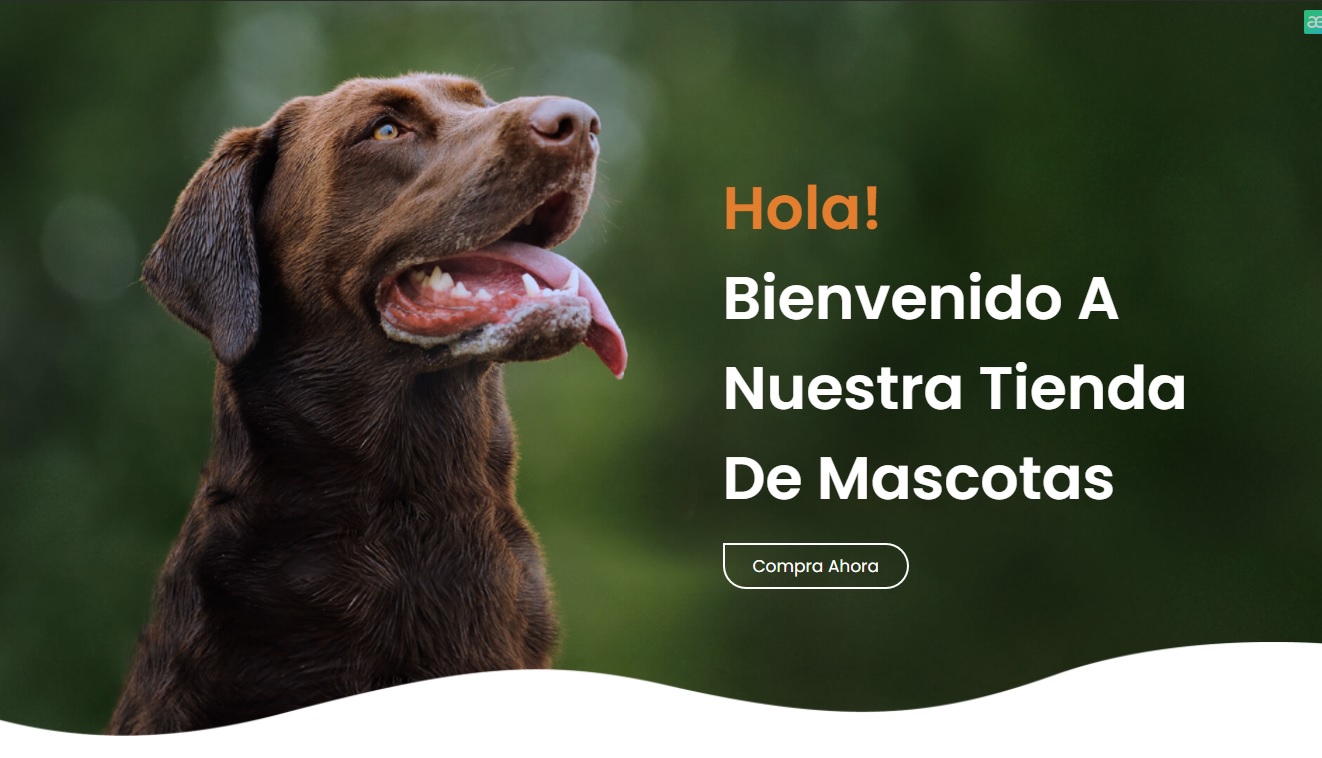 Hola!
Bienvenido A
Nuestra Tienda
De Mascotas
Compra Ahora